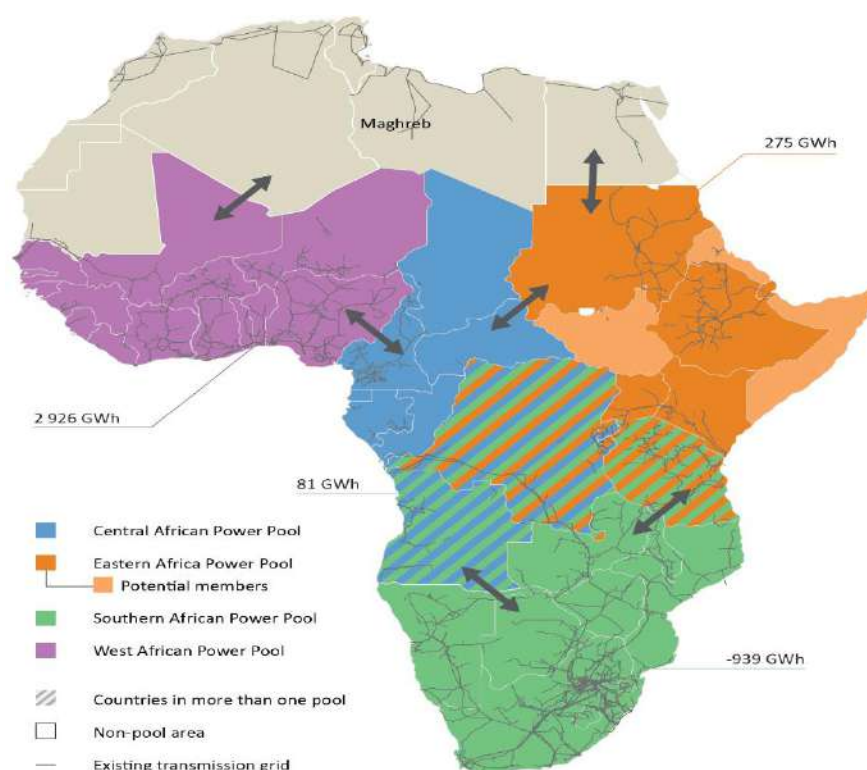 Maghreb
275 GWh
2 926 GWh
81 GWh
-939 GWh
Central African Power Pool
Eastern Africa Power Pool
Potential members
Southern African Power Pool
West African Power Pool
Countries in more than one pool
Non-pool area
Existing transmission grid